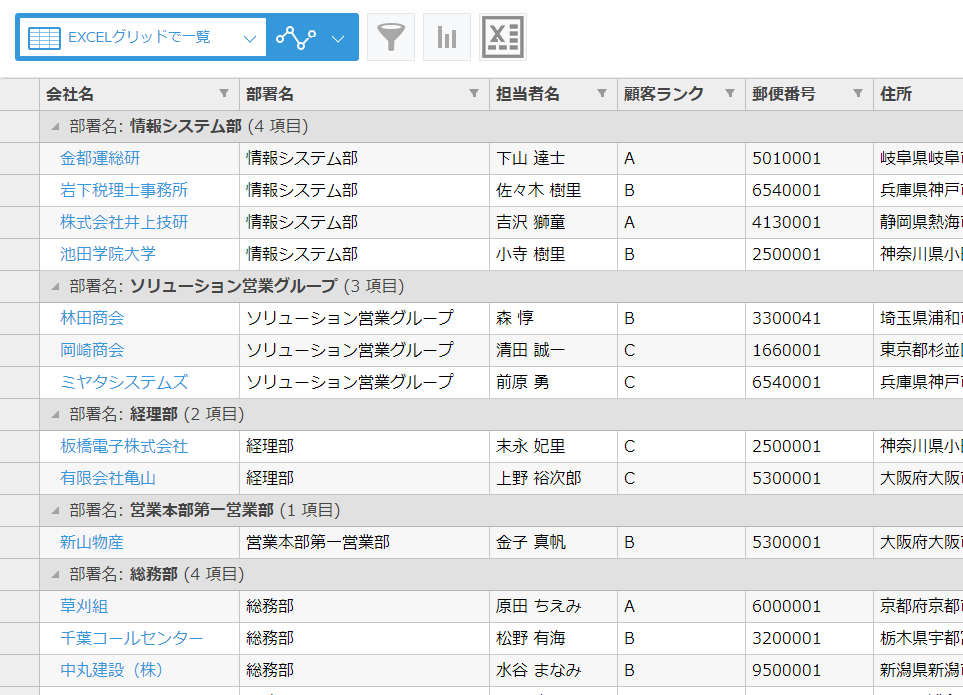 EXCELグリッドで一覧
会社名 部署名 担当者名 顧客ランク 郵便番号 住所
部署名: 情報システム部 (4 項目)
金都運総研 情報システム部 下山 達士 A 5010001 岐阜県岐阜
岩下税理士事務所 情報システム部 佐々木 樹里 B 6540001 兵庫県神戸
株式会社井上技研 情報システム部 吉沢 獅童 A 4130001 静岡県熱海
池田学院大学 情報システム部 小寺 樹里 B 2500001 神奈川県小
部署名: ソリューション営業グループ (3 項目)
林田商会 ソリューション営業グループ 森 惇 B 3300041 埼玉県浦和
岡崎商会 ソリューション営業グループ 清田 誠一 C 1660001 東京都杉並
ミヤタシステムズ ソリューション営業グループ 前原 勇 C 6540001 兵庫県神戸
部署名: 経理部 (2 項目)
板橋電子株式会社 経理部 末永 妃里 C 2500001 神奈川県小
有限会社亀山 経理部 上野 裕次郎 C 5300001 大阪府大阪
部署名: 営業本部第一営業部 (1 項目)
新山物産 営業本部第一営業部 金子 真帆 B 5300001 大阪府大阪
部署名: 総務部 (4 項目)
草刈組 総務部 原田 ちえみ A 6000001 京都府京都
千葉コールセンター 総務部 松野 有海 B 3200001 栃木県宇都
中丸建設（株） 総務部 水谷 まなみ B 9500001 新潟県新潟